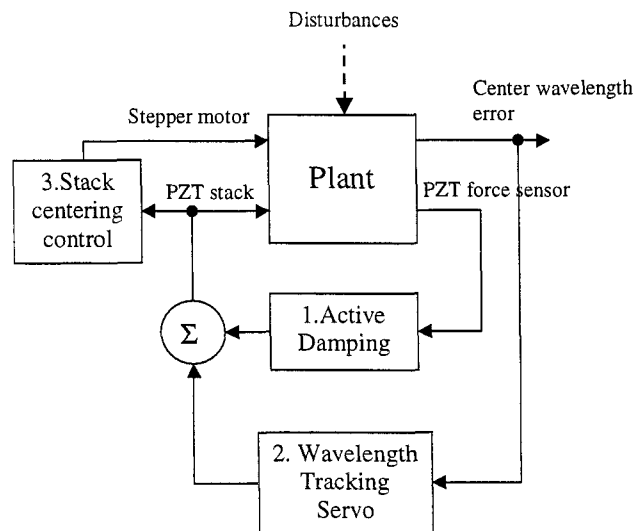 Disturbances
Center wavelength
error
Stepper motor
3.Stack
centering
control
PZT stack
Plant
PZT force sensor
Σ
1.Active
Damping
2. Wavelength
Tracking
Servo